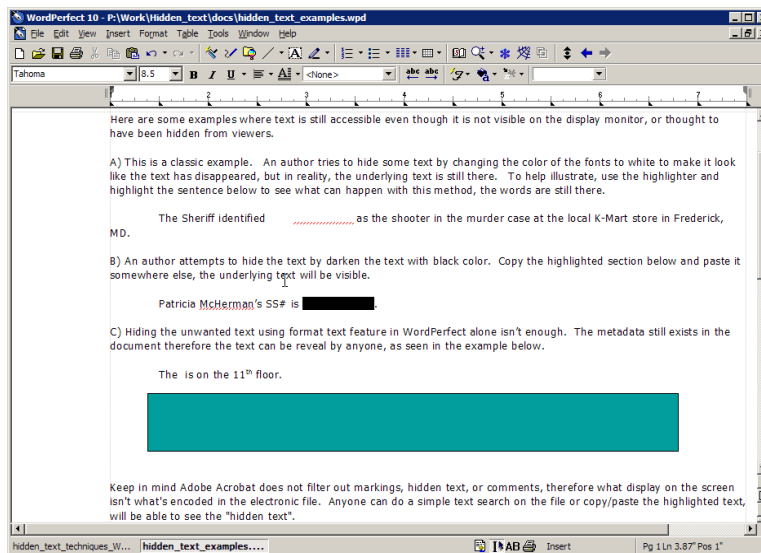 WordPerfect 10 - P:\Work\Hidden_text\docs\hidden_text_examples.wpd
File Edit View Insert Format Table Tools Window Help
Tahoma 8.5 B I U A <None> abc abc
2 3 4 5 6 7
Here are some examples where text is still accessible even though it is not visible on the display monitor, or thought to
have been hidden from viewers.
A) This is a classic example. An author tries to hide some text by changing the color of the fonts to white to make it look
like the text has disappeared, but in reality, the underlying text is still there. To help illustrate, use the highlighter and
highlight the sentence below to see what can happen with this method, the words are still there.
The Sheriff identified as the shooter in the murder case at the local K-Mart store in Frederick,
MD.
B) An author attempts to hide the text by darken the text with black color. Copy the highlighted section below and paste it
somewhere else, the underlying text will be visible.
Patricia McHerman's SS# is .
C) Hiding the unwanted text using format text feature in WordPerfect alone isn't enough. The metadata still exists in the
document therefore the text can be reveal by anyone, as seen in the example below.
The is on the 11th floor.
Keep in mind Adobe Acrobat does not filter out markings, hidden text, or comments, therefore what display on the screen
isn't what's encoded in the electronic file. Anyone can do a simple text search on the file or copy/paste the highlighted text,
will be able to see the "hidden text".
hidden_text_techniques_W... hidden_text_examples.... AB Insert Pg 1 Ln 3.87" Pos 1"